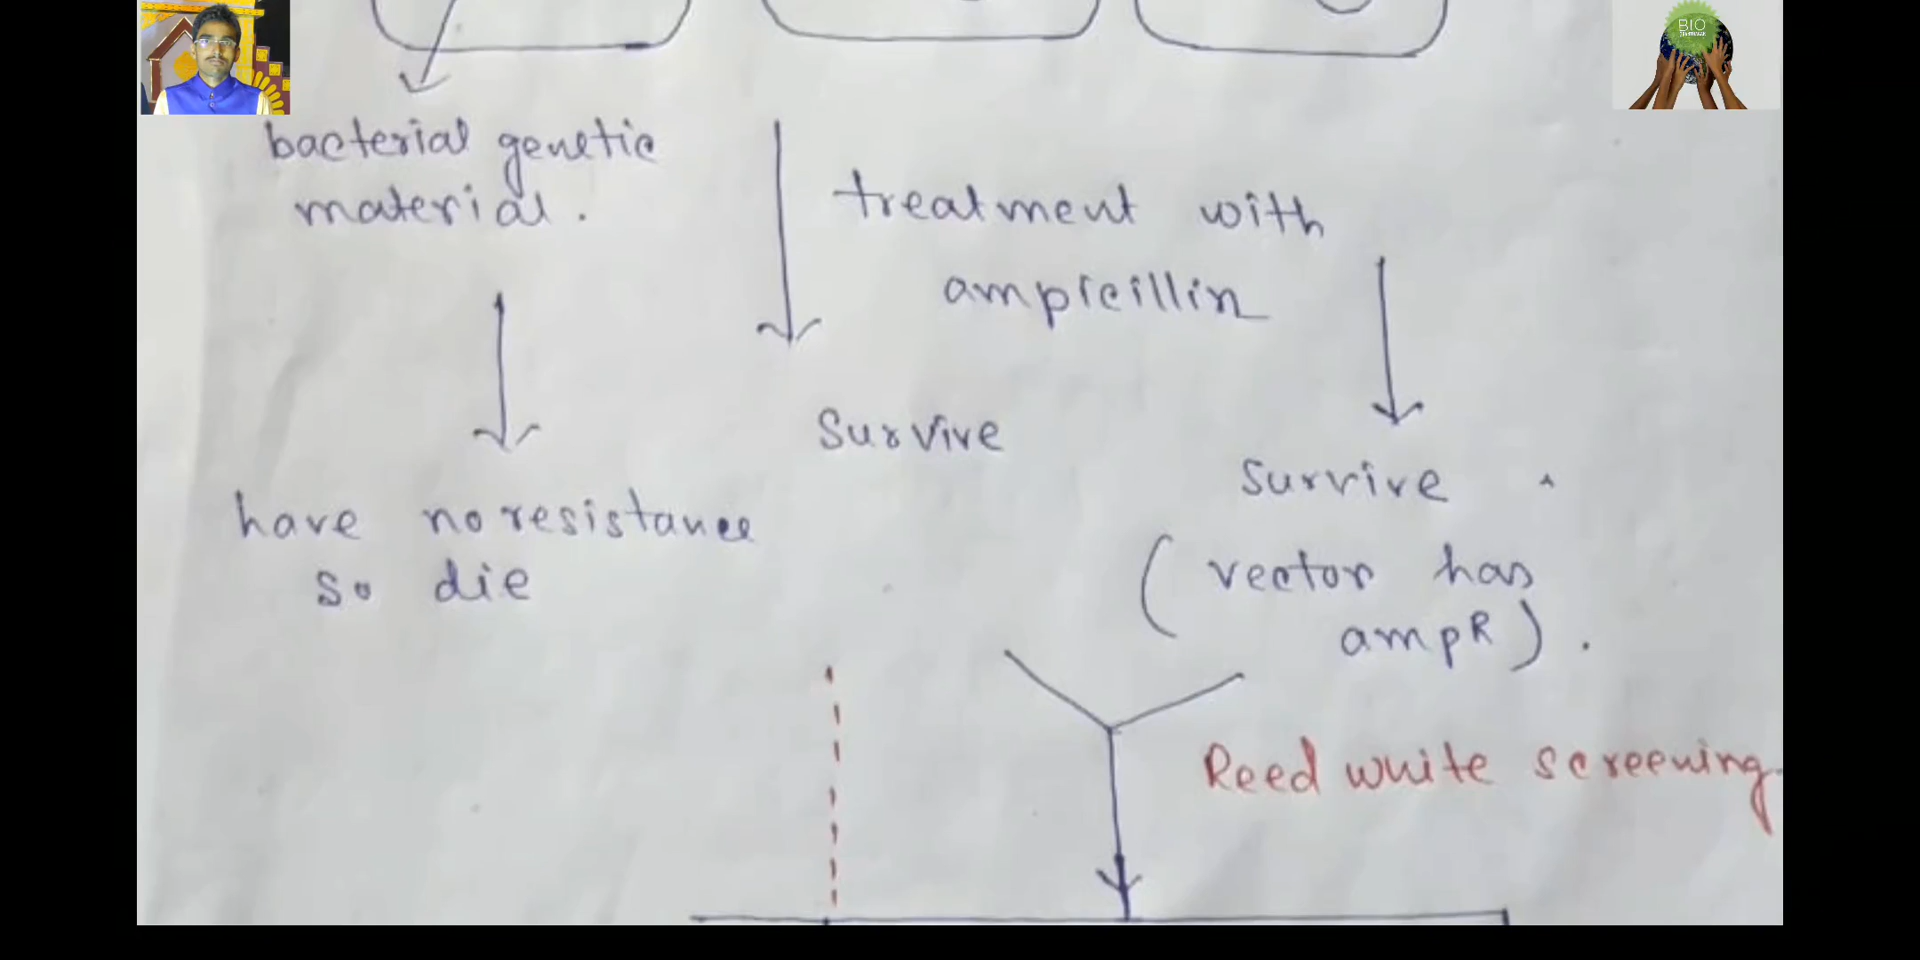 BIO
bacterial genetic
material.
treatment with
ampicillin
Survive
Survive
have no resistance
so die
(vector has
ampR).
Reed white screening